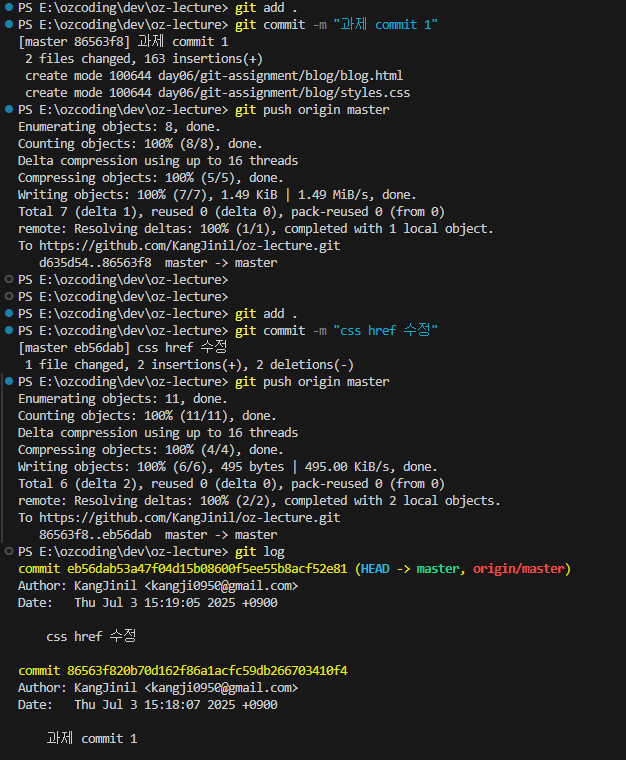 PS E:\ozcoding\dev\oz-lecture> git add .
PS E:\ozcoding\dev\oz-lecture> git commit -m "과제 commit 1"
[master 86563f8] 과제 commit 1
 2 files changed, 163 insertions(+)
 create mode 100644 day06/git-assignment/blog/blog.html
 create mode 100644 day06/git-assignment/blog/styles.css
PS E:\ozcoding\dev\oz-lecture> git push origin master
Enumerating objects: 8, done.
Counting objects: 100% (8/8), done.
Delta compression using up to 16 threads
Compressing objects: 100% (5/5), done.
Writing objects: 100% (7/7), 1.49 KiB | 1.49 MiB/s, done.
Total 7 (delta 1), reused 0 (delta 0), pack-reused 0 (from 0)
remote: Resolving deltas: 100% (1/1), completed with 1 local object.
To https://github.com/KangJinil/oz-lecture.git
   d635d54..86563f8  master -> master
PS E:\ozcoding\dev\oz-lecture>
PS E:\ozcoding\dev\oz-lecture>
PS E:\ozcoding\dev\oz-lecture> git add .
PS E:\ozcoding\dev\oz-lecture> git commit -m "css href 수정"
[master eb56dab] css href 수정
 1 file changed, 2 insertions(+), 2 deletions(-)
PS E:\ozcoding\dev\oz-lecture> git push origin master
Enumerating objects: 11, done.
Counting objects: 100% (11/11), done.
Delta compression using up to 16 threads
Compressing objects: 100% (4/4), done.
Writing objects: 100% (6/6), 495 bytes | 495.00 KiB/s, done.
Total 6 (delta 2), reused 0 (delta 0), pack-reused 0 (from 0)
remote: Resolving deltas: 100% (2/2), completed with 2 local objects.
To https://github.com/KangJinil/oz-lecture.git
   86563f8..eb56dab  master -> master
PS E:\ozcoding\dev\oz-lecture> git log
commit eb56dab53a47f04d15b08600f5ee55b8acf52e81 (HEAD -> master, origin/master)
Author: KangJinil <kangji0950@gmail.com>
Date:   Thu Jul 3 15:19:05 2025 +0900

    css href 수정

commit 86563f820b70d162f86a1acfc59db266703410f4
Author: KangJinil <kangji0950@gmail.com>
Date:   Thu Jul 3 15:18:07 2025 +0900

    과제 commit 1